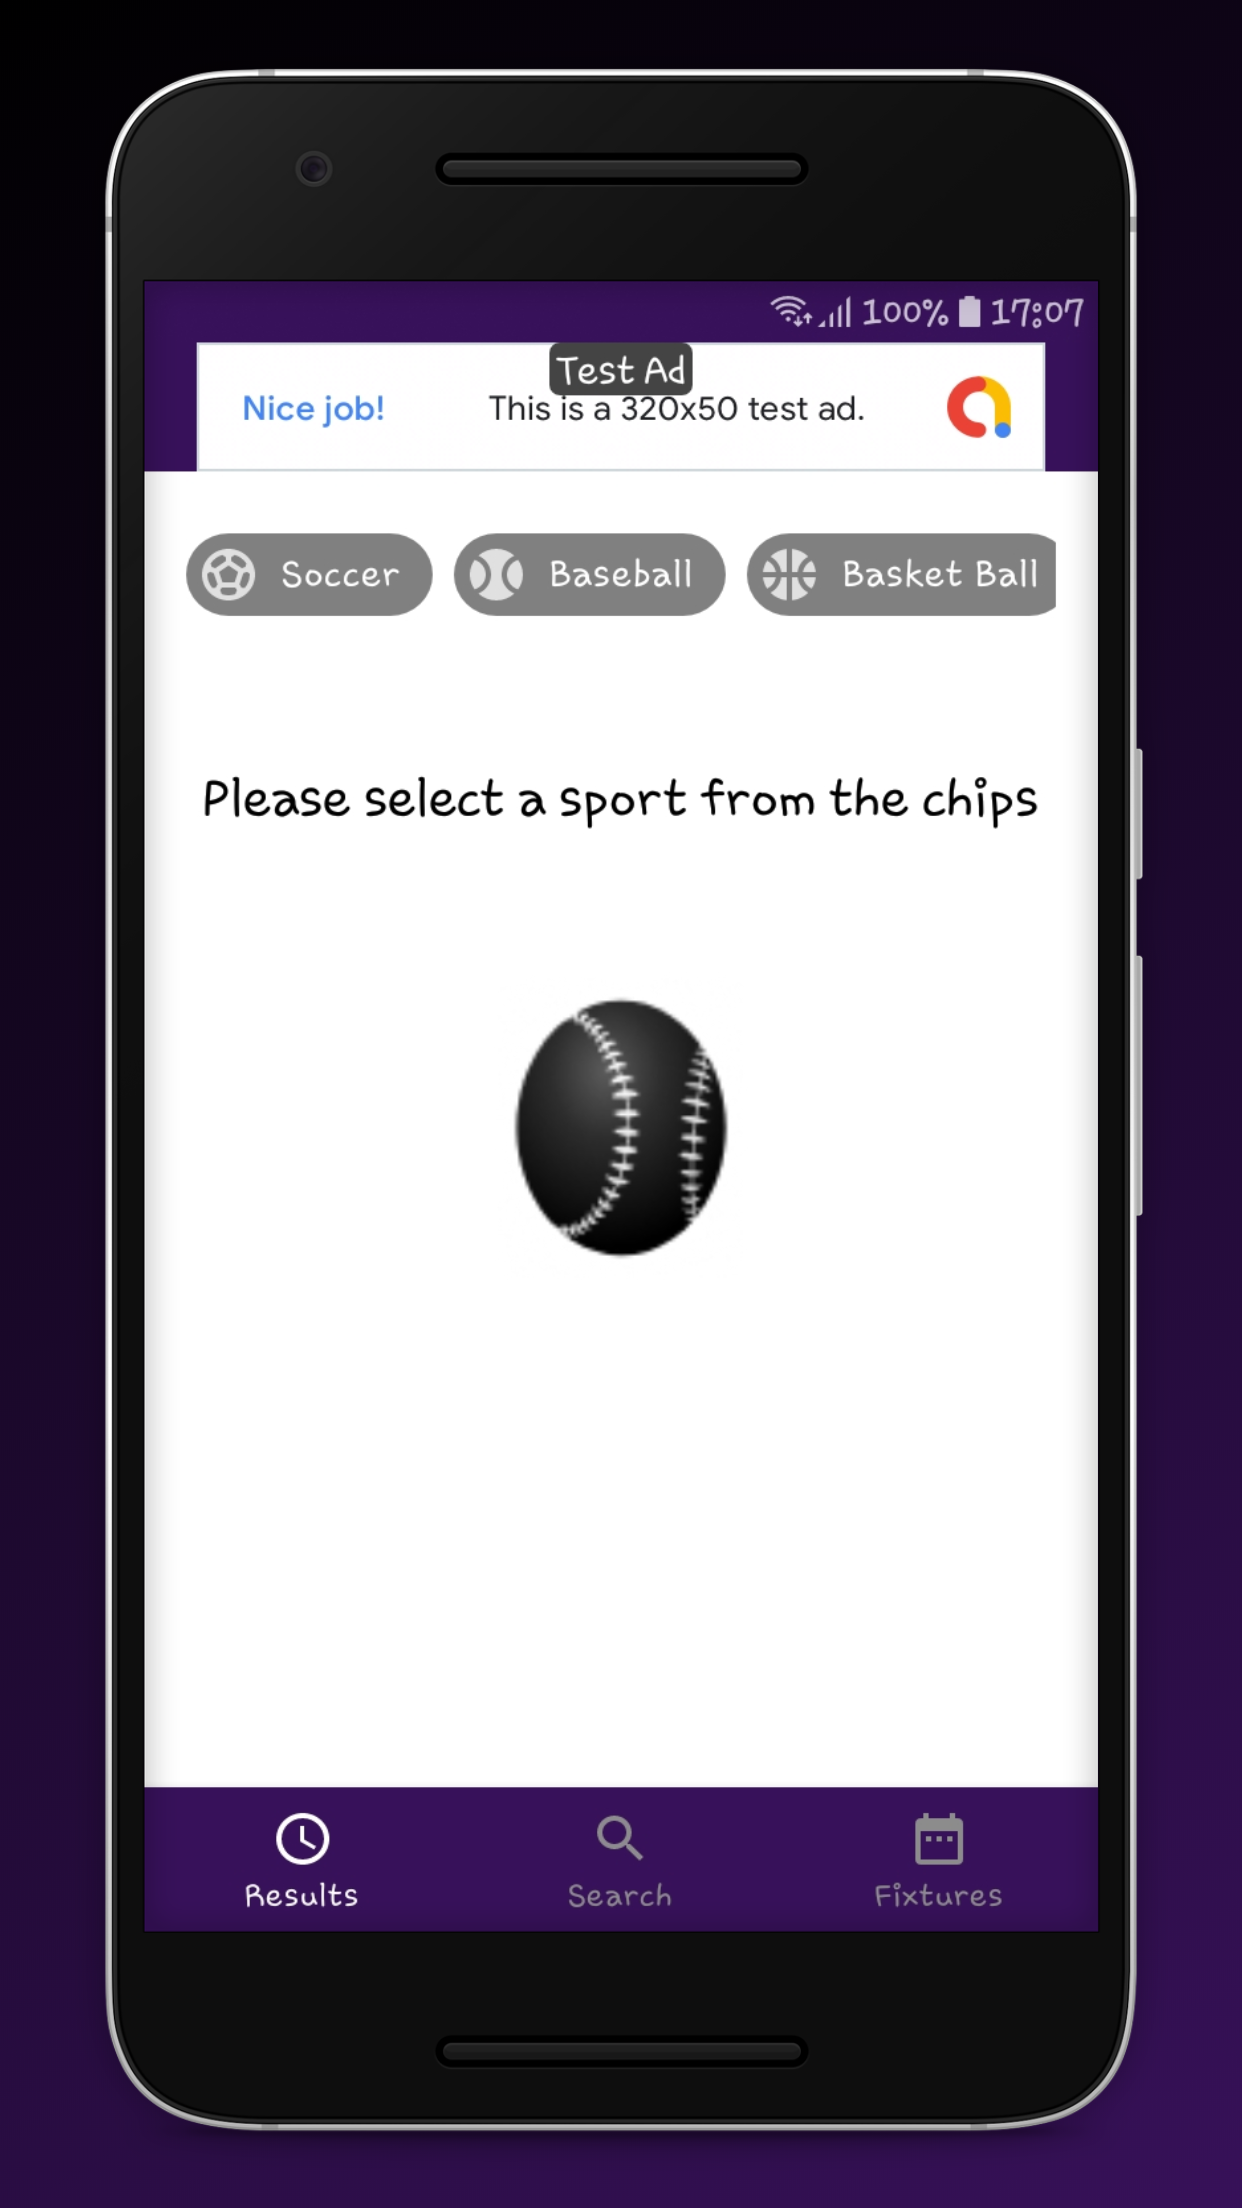 100% 17:07
Test Ad
Nice job! This is a 320x50 test ad.
Soccer Baseball Basket Ball
Please select a sport from the chips
Results Search Fixtures